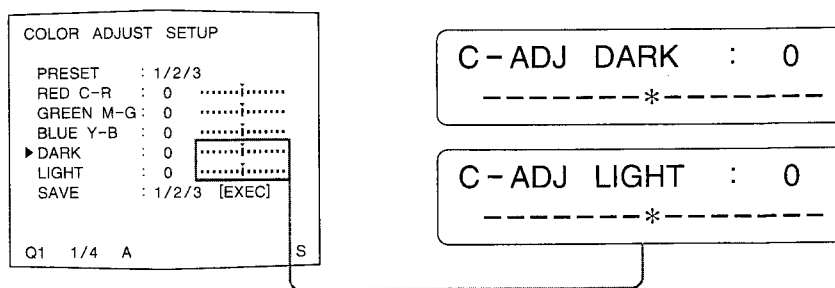 COLOR ADJUST SETUP
PRESET : 1/2/3
RED C-R : 0
GREEN M-G : 0
BLUE Y-B : 0
▶DARK : 0
LIGHT : 0
SAVE : 1/2/3 [EXEC]
Q1 1/4 A S
C-ADJ DARK : 0
-------*-------
C-ADJ LIGHT : 0
-------*-------